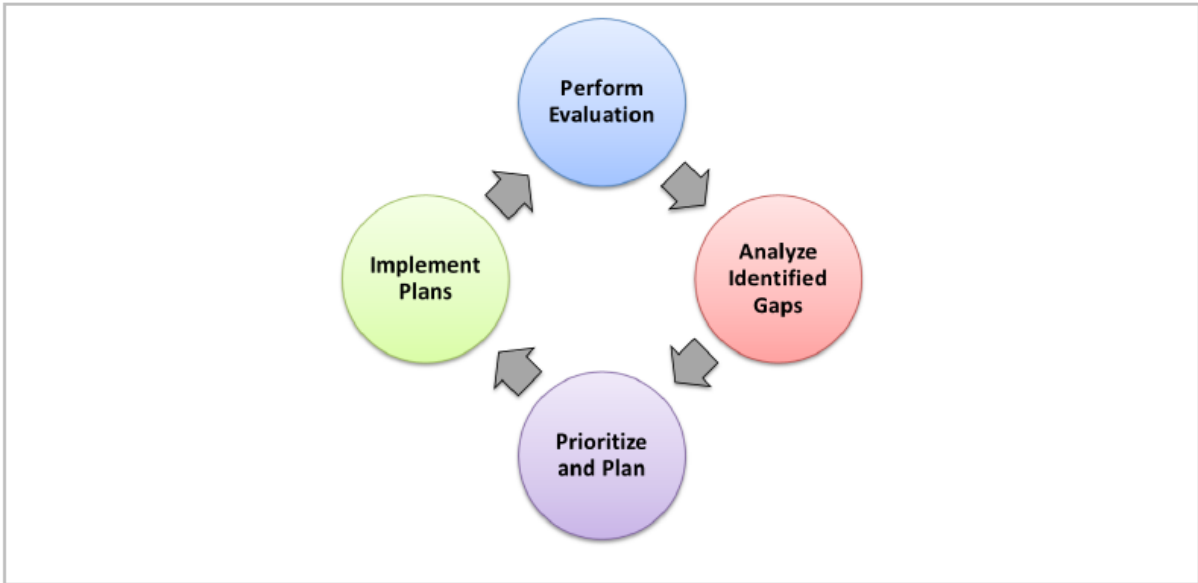 Perform
Evaluation
Analyze
Identified
Gaps
Prioritize
and Plan
Implement
Plans